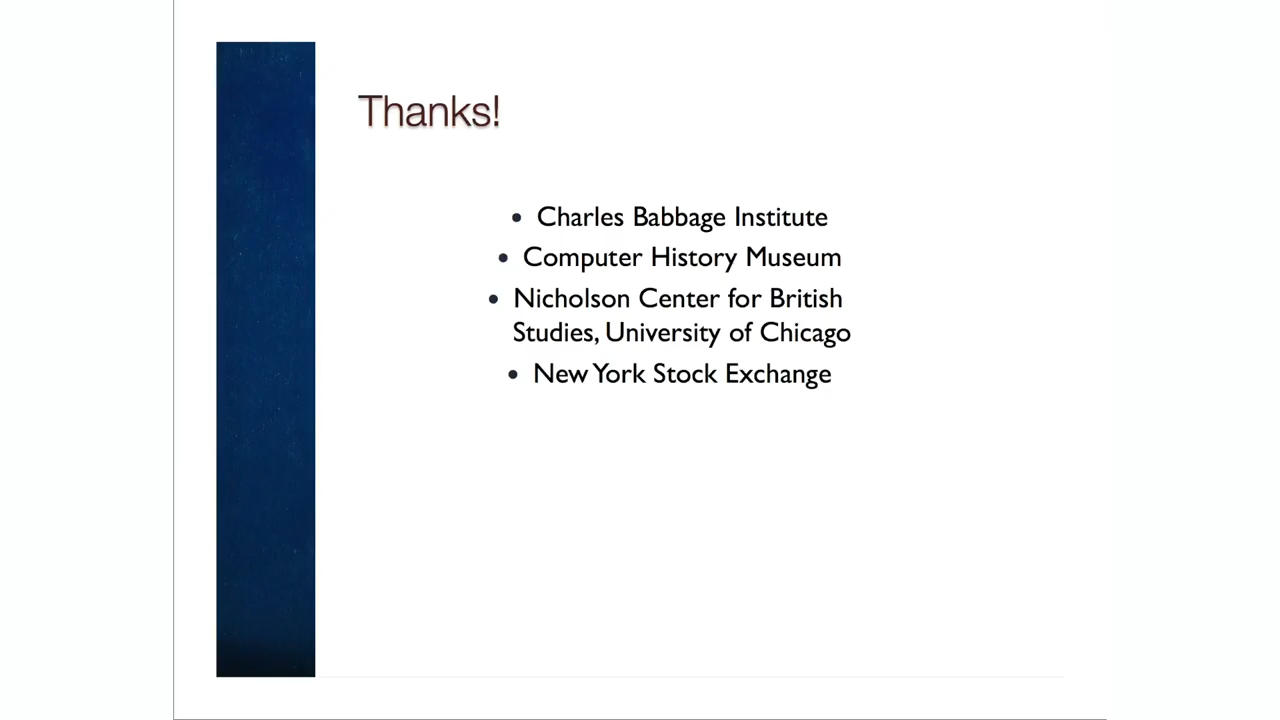 Thanks!
• Charles Babbage Institute
• Computer History Museum
• Nicholson Center for British
Studies, University of Chicago
• New York Stock Exchange